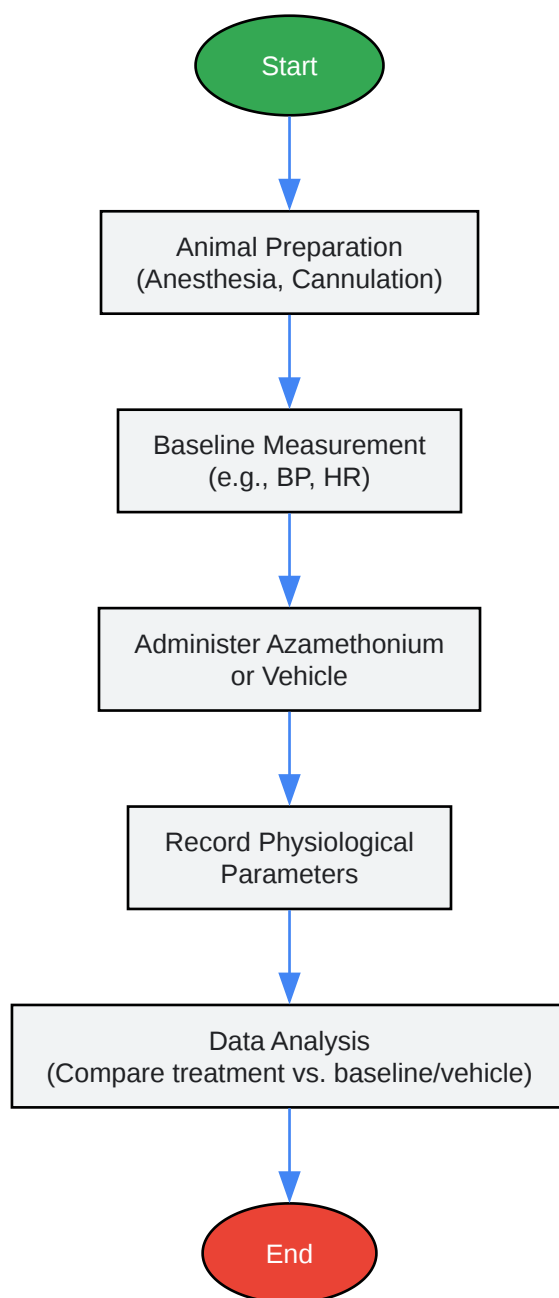 Start
Animal Preparation
(Anesthesia, Cannulation)
Baseline Measurement
(e.g., BP, HR)
Administer Azamethonium
or Vehicle
Record Physiological
Parameters
Data Analysis
(Compare treatment vs. baseline/vehicle)
End